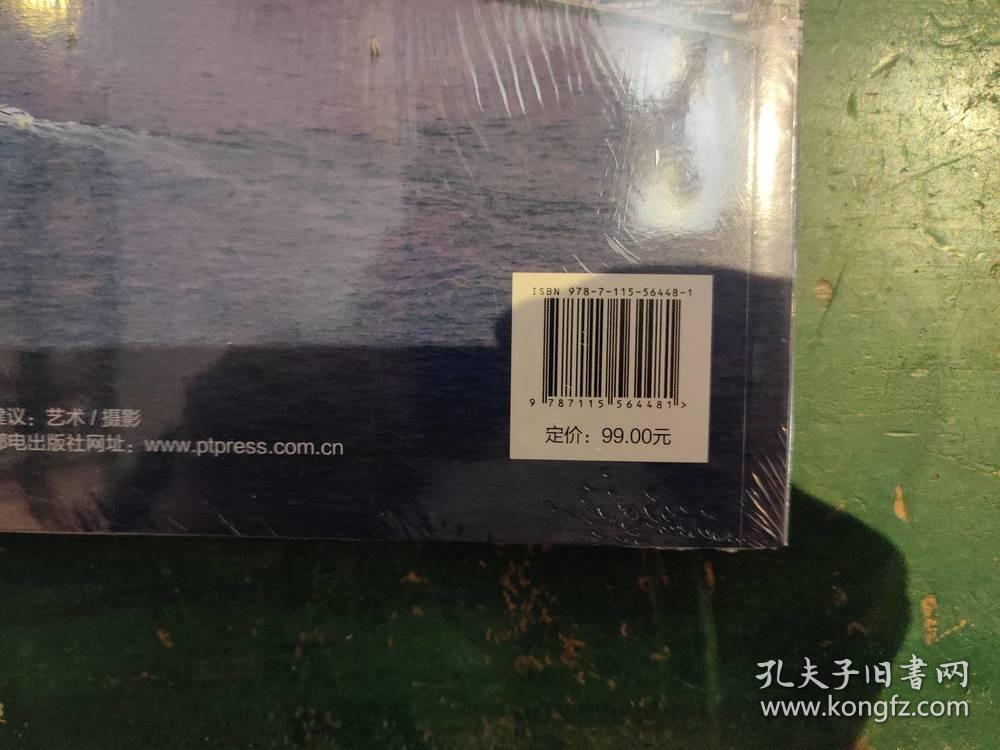 ISBN 978-7-115-56448-1
9 787115 564481 >
定价：99.00元
建议：艺术 / 摄影
邮电出版社网址：www.ptpress.com.cn
孔夫子旧書网
www.kongfz.com